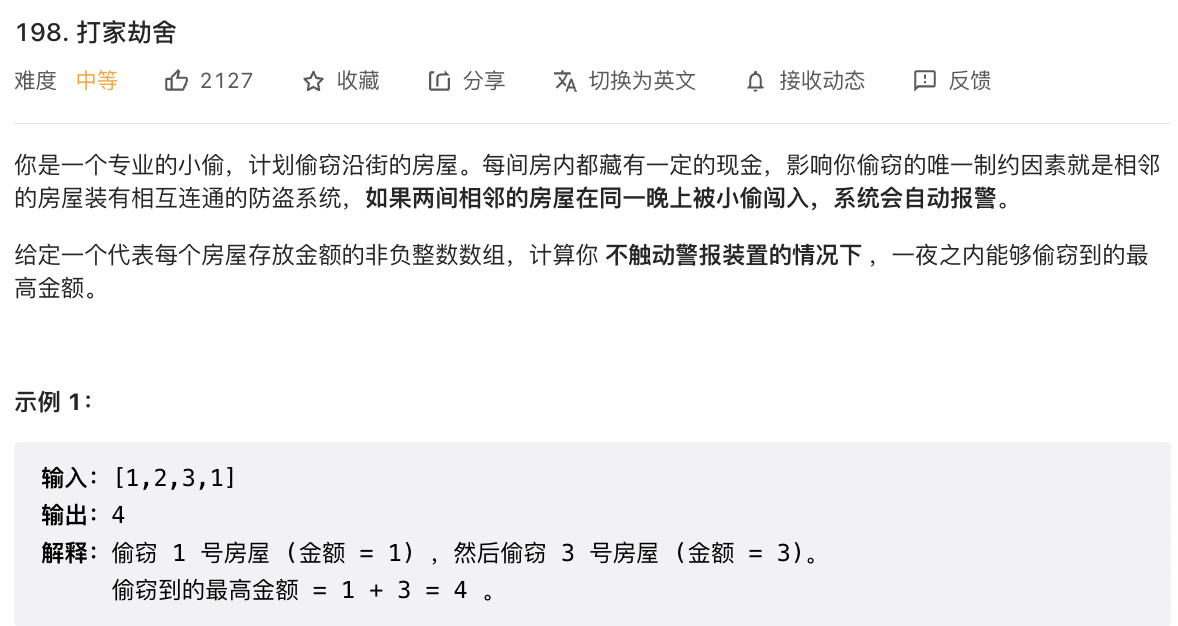 198. 打家劫舍
难度 中等 2127 收藏 分享 切换为英文 接收动态 反馈
你是一个专业的小偷，计划偷窃沿街的房屋。每间房内都藏有一定的现金，影响你偷窃的唯一制约因素就是相邻
的房屋装有相互连通的防盗系统，如果两间相邻的房屋在同一晚上被小偷闯入，系统会自动报警。
给定一个代表每个房屋存放金额的非负整数数组，计算你 不触动警报装置的情况下 ，一夜之内能够偷窃到的最
高金额。
示例 1：
输入：[1,2,3,1]
输出：4
解释：偷窃 1 号房屋 (金额 = 1) ，然后偷窃 3 号房屋 (金额 = 3)。
偷窃到的最高金额 = 1 + 3 = 4 。